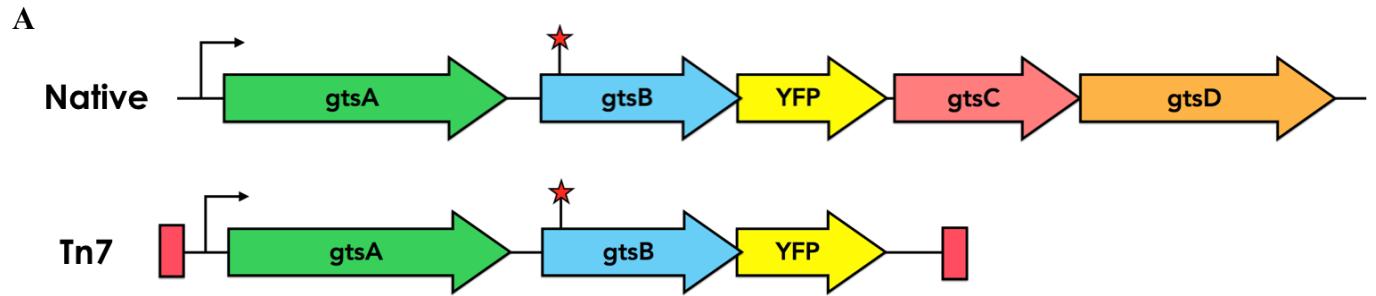 A
Native gtsA gtsB YFP gtsC gtsD
Tn7 gtsA gtsB YFP